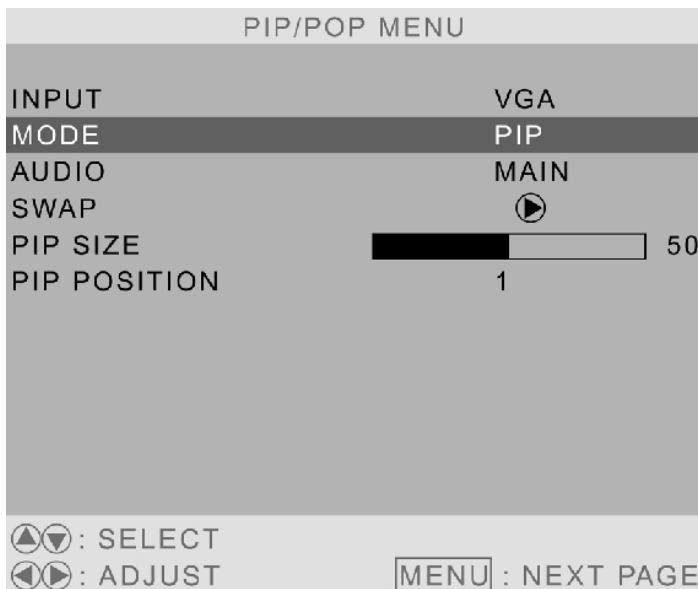 PIP/POP MENU
INPUT VGA
MODE PIP
AUDIO MAIN
SWAP
PIP SIZE 50
PIP POSITION 1
: SELECT
: ADJUST MENU : NEXT PAGE